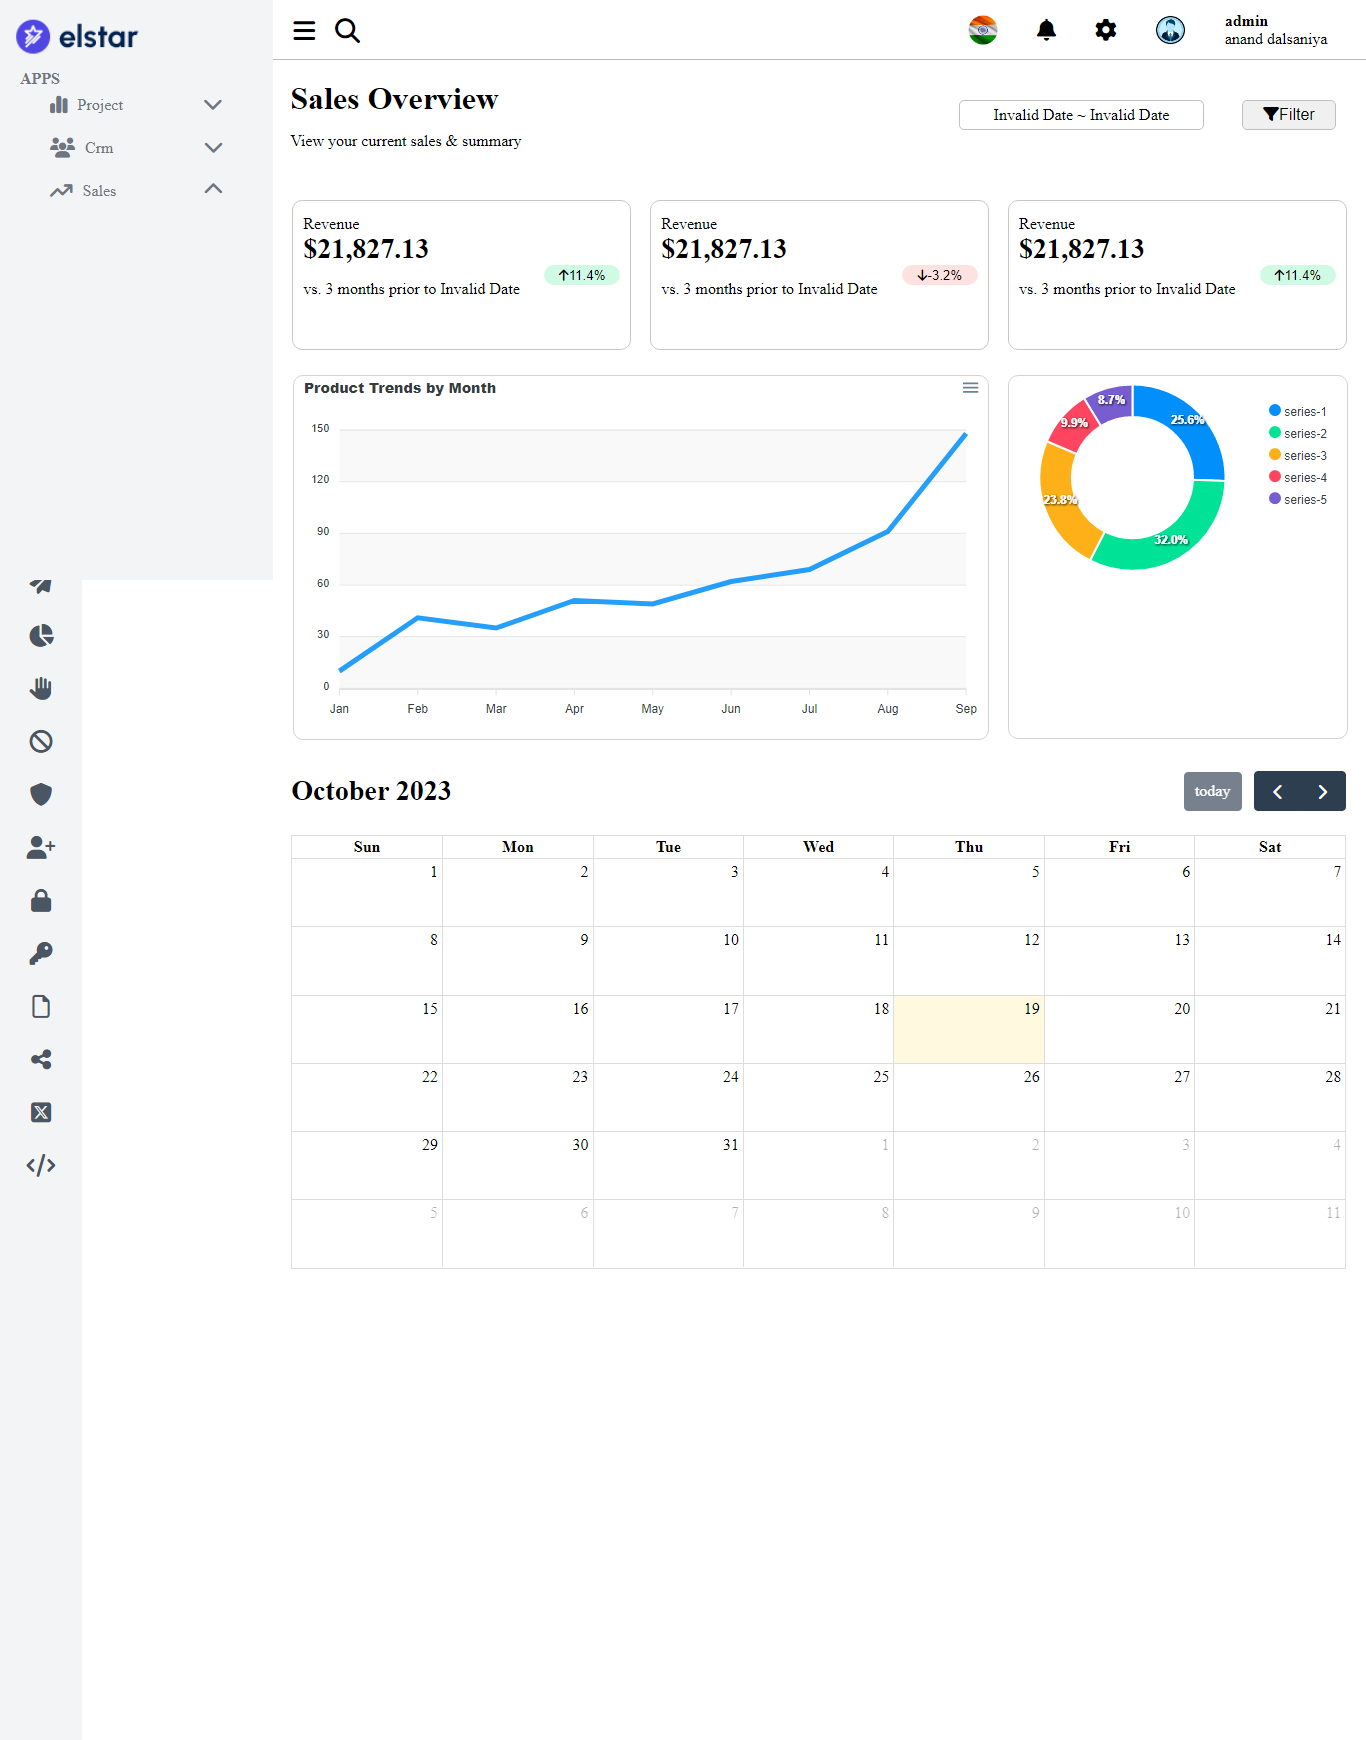 elstar
APPS
Project
Crm
Sales
admin
anand dalsaniya
Sales Overview
View your current sales & summary
Invalid Date ~ Invalid Date
Filter
Revenue
$21,827.13
11.4%
vs. 3 months prior to Invalid Date
Revenue
$21,827.13
-3.2%
vs. 3 months prior to Invalid Date
Revenue
$21,827.13
11.4%
vs. 3 months prior to Invalid Date
Product Trends by Month
150
120
90
60
30
0
Jan Feb Mar Apr May Jun Jul Aug Sep
8.7%
25.6%
9.9%
23.8%
32.0%
series-1
series-2
series-3
series-4
series-5
October 2023
today
Sun Mon Tue Wed Thu Fri Sat
1 2 3 4 5 6 7
8 9 10 11 12 13 14
15 16 17 18 19 20 21
22 23 24 25 26 27 28
29 30 31 1 2 3 4
5 6 7 8 9 10 11